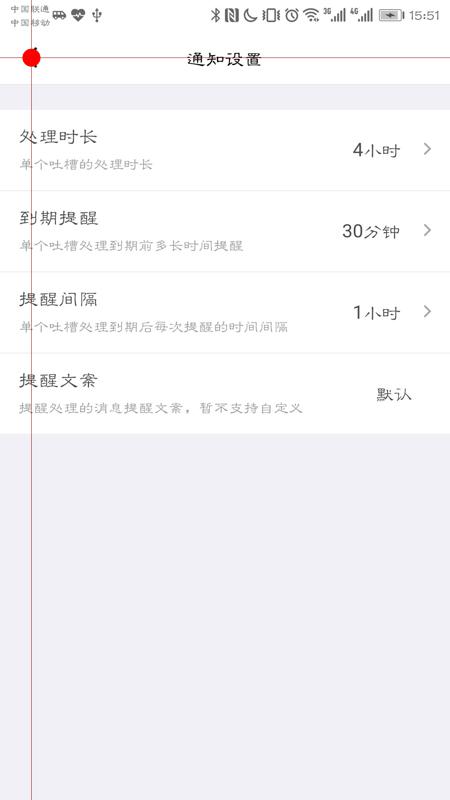 中国联通
中国移动
3G
4G
15:51
通知设置
处理时长
单个吐槽的处理时长
4小时
到期提醒
单个吐槽处理到期前多长时间提醒
30分钟
提醒间隔
单个吐槽处理到期后每次提醒的时间间隔
1小时
提醒文案
提醒处理的消息提醒文案，暂不支持自定义
默认